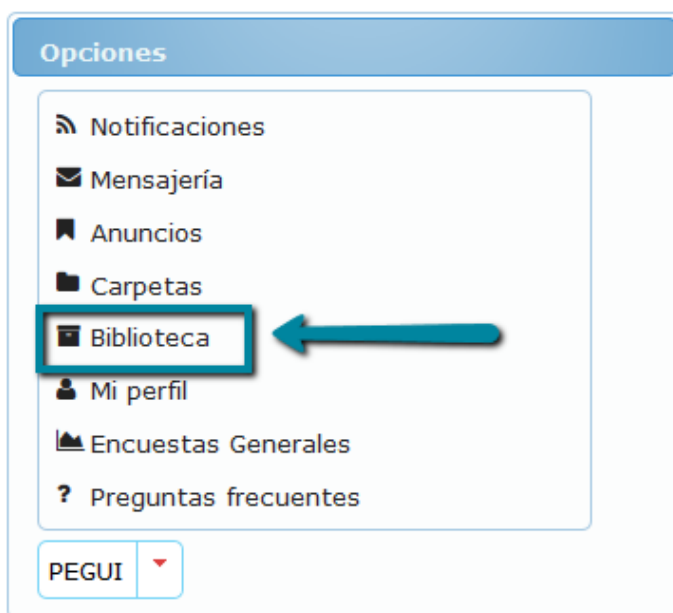 Opciones
Notificaciones
Mensajería
Anuncios
Carpetas
Biblioteca
Mi perfil
Encuestas Generales
? Preguntas frecuentes
PEGUI